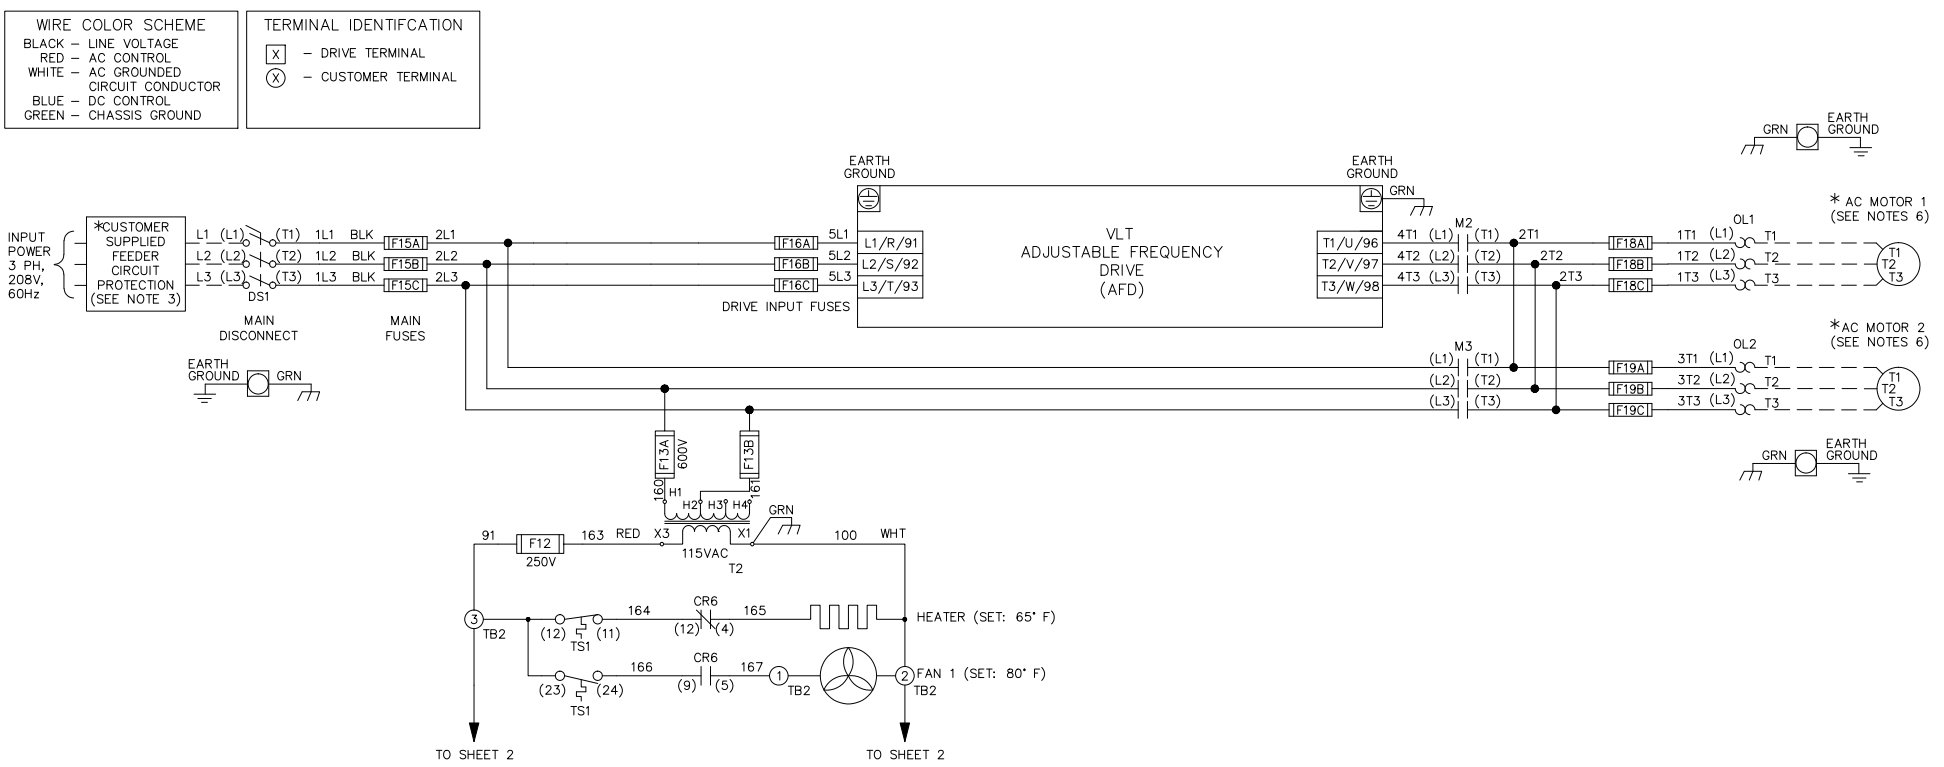 WIRE COLOR SCHEME
BLACK – LINE VOLTAGE
RED – AC CONTROL
WHITE – AC GROUNDED
CIRCUIT CONDUCTOR
BLUE – DC CONTROL
GREEN – CHASSIS GROUND
TERMINAL IDENTIFCATION
X – DRIVE TERMINAL
X – CUSTOMER TERMINAL
INPUT
POWER
3 PH,
208V,
60Hz
*CUSTOMER
SUPPLIED
FEEDER
CIRCUIT
PROTECTION
(SEE NOTE 3)
L1 (L1) (T1) 1L1 BLK F15A 2L1
L2 (L2) (T2) 1L2 BLK F15B 2L2
L3 (L3) (T3) 1L3 BLK F15C 2L3
DS1
MAIN
DISCONNECT
MAIN
FUSES
EARTH
GROUND
GRN
F16A 5L1
F16B 5L2
F16C 5L3
DRIVE INPUT FUSES
EARTH
GROUND
L1/R/91
L2/S/92
L3/T/93
VLT
ADJUSTABLE FREQUENCY
DRIVE
(AFD)
EARTH
GROUND
GRN
T1/U/96
T2/V/97
T3/W/98
M2
4T1 (L1) (T1) 2T1
4T2 (L2) (T2) 2T2
4T3 (L3) (T3) 2T3
F18A
F18B
F18C
OL1
1T1 (L1) T1
1T2 (L2) T2
1T3 (L3) T3
GRN
EARTH
GROUND
* AC MOTOR 1
(SEE NOTES 6)
T1
T2
T3
M3
(L1) (T1)
(L2) (T2)
(L3) (T3)
F19A
F19B
F19C
OL2
3T1 (L1) T1
3T2 (L2) T2
3T3 (L3) T3
* AC MOTOR 2
(SEE NOTES 6)
T1
T2
T3
GRN
EARTH
GROUND
F13A
600V
F13B
160
161
H1
H2 H3 H4
GRN
91 F12 163 RED X3 X1 100 WHT
250V
115VAC
T2
3
TB2
(12) (11)
TS1
164
CR6
(12) (4)
165
HEATER (SET: 65° F)
(23) (24)
TS1
166
CR6
(9) (5)
167
1
TB2
2
TB2
FAN 1 (SET: 80° F)
TO SHEET 2
TO SHEET 2